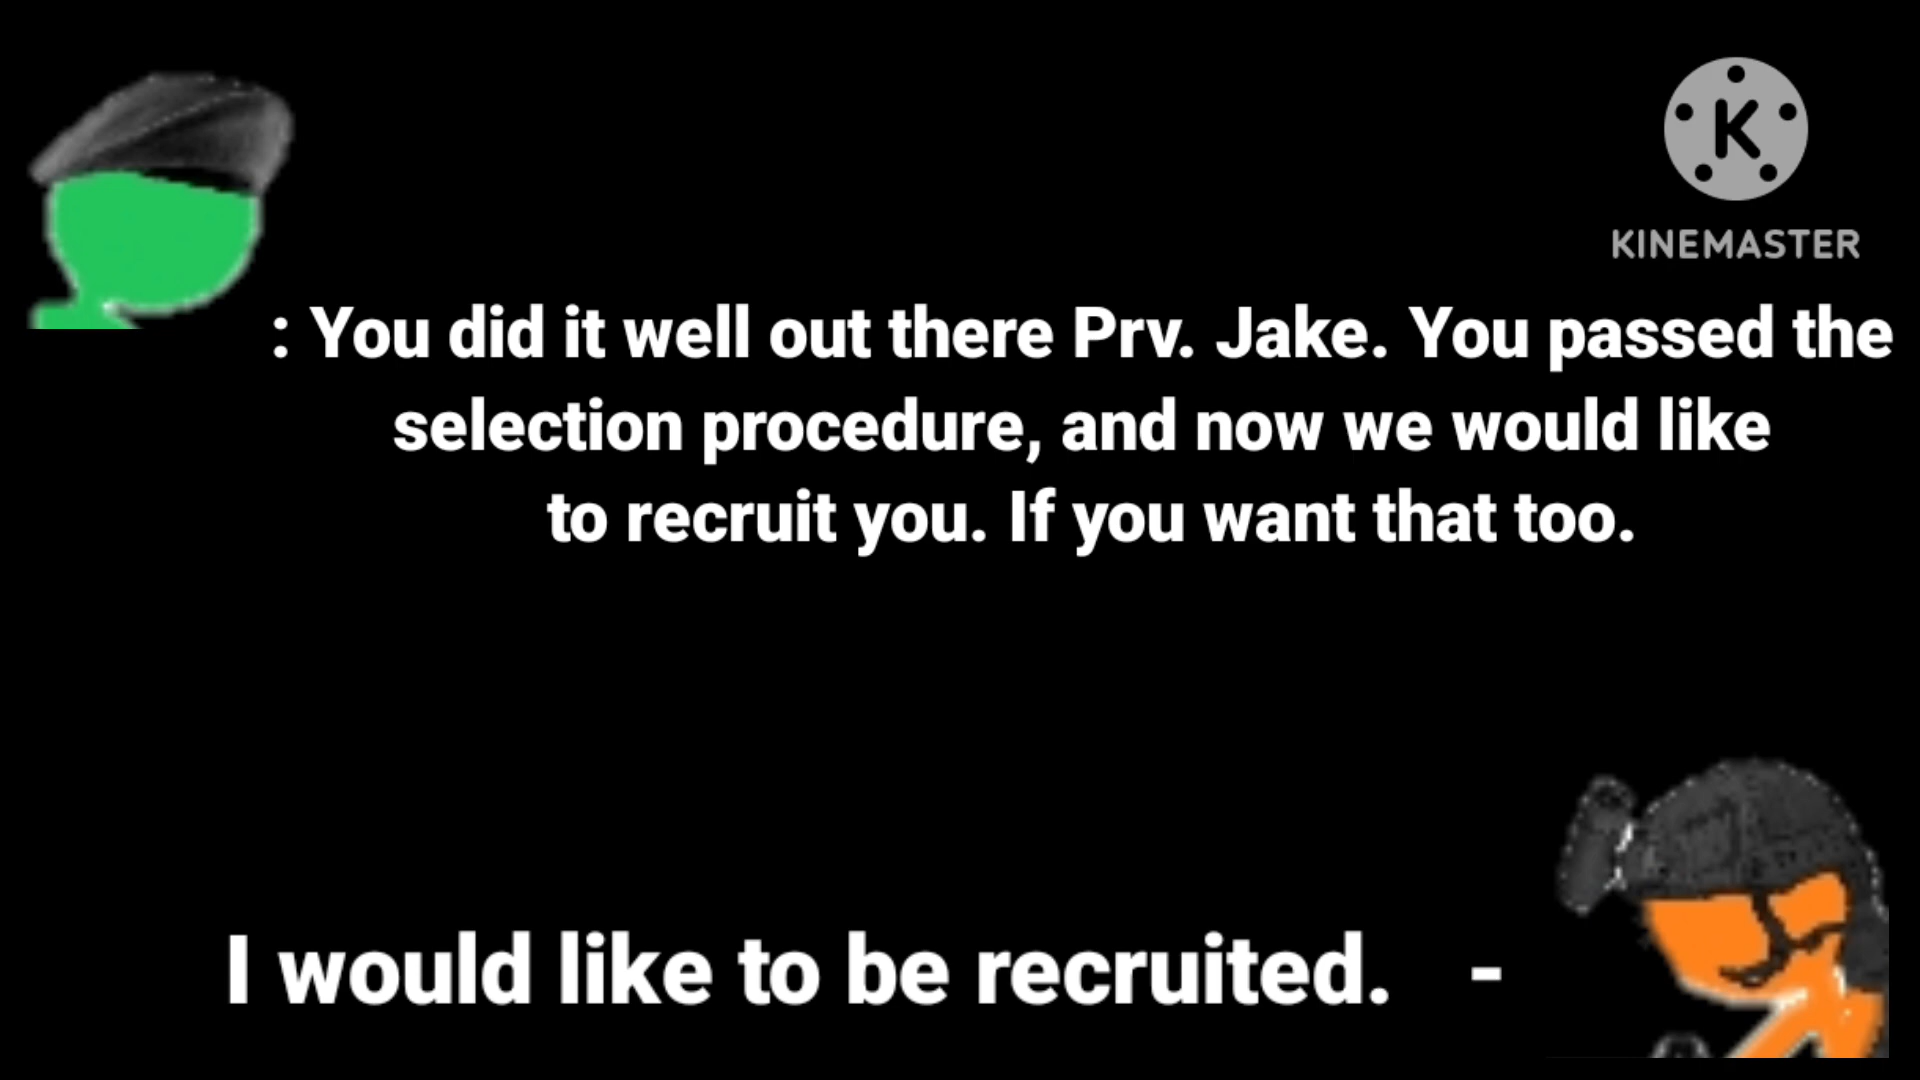 K
KINEMASTER
: You did it well out there Prv. Jake. You passed the
selection procedure, and now we would like
to recruit you. If you want that too.
I would like to be recruited. -